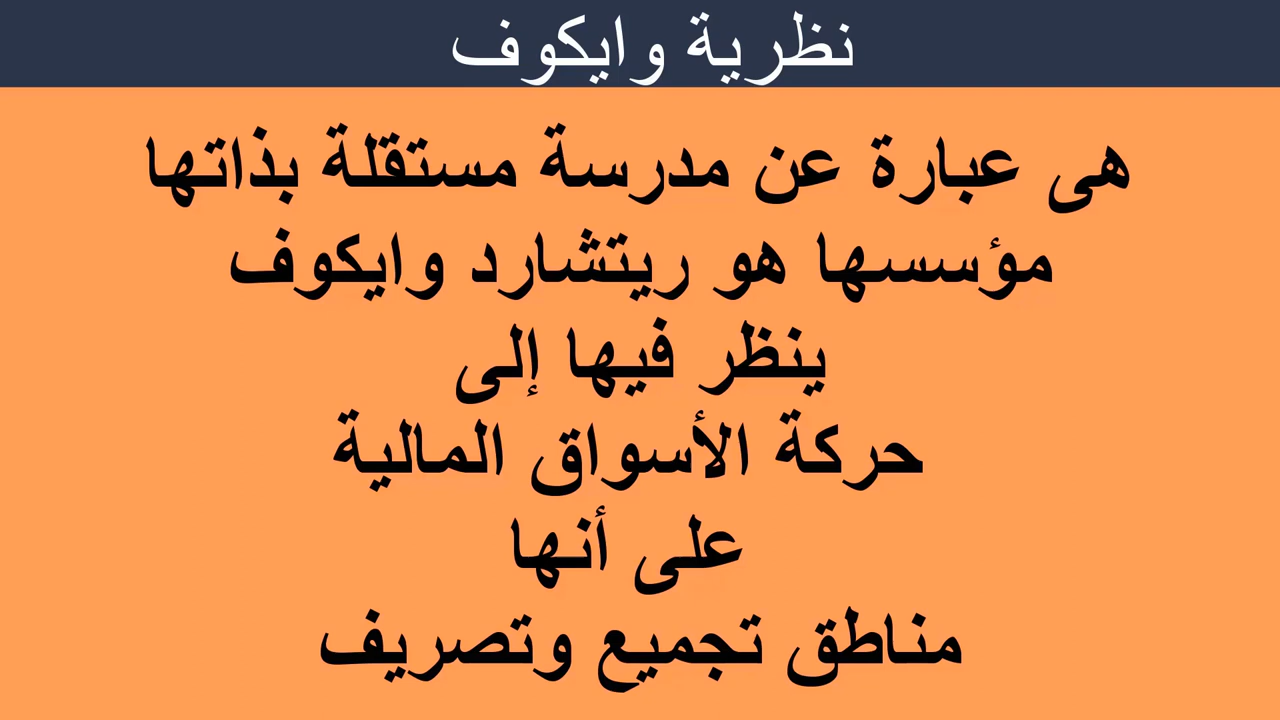 نظرية وايكوف
هى عبارة عن مدرسة مستقلة بذاتها
مؤسسها هو ريتشارد وايكوف
ينظر فيها إلى
حركة الأسواق المالية
على أنها
مناطق تجميع وتصريف